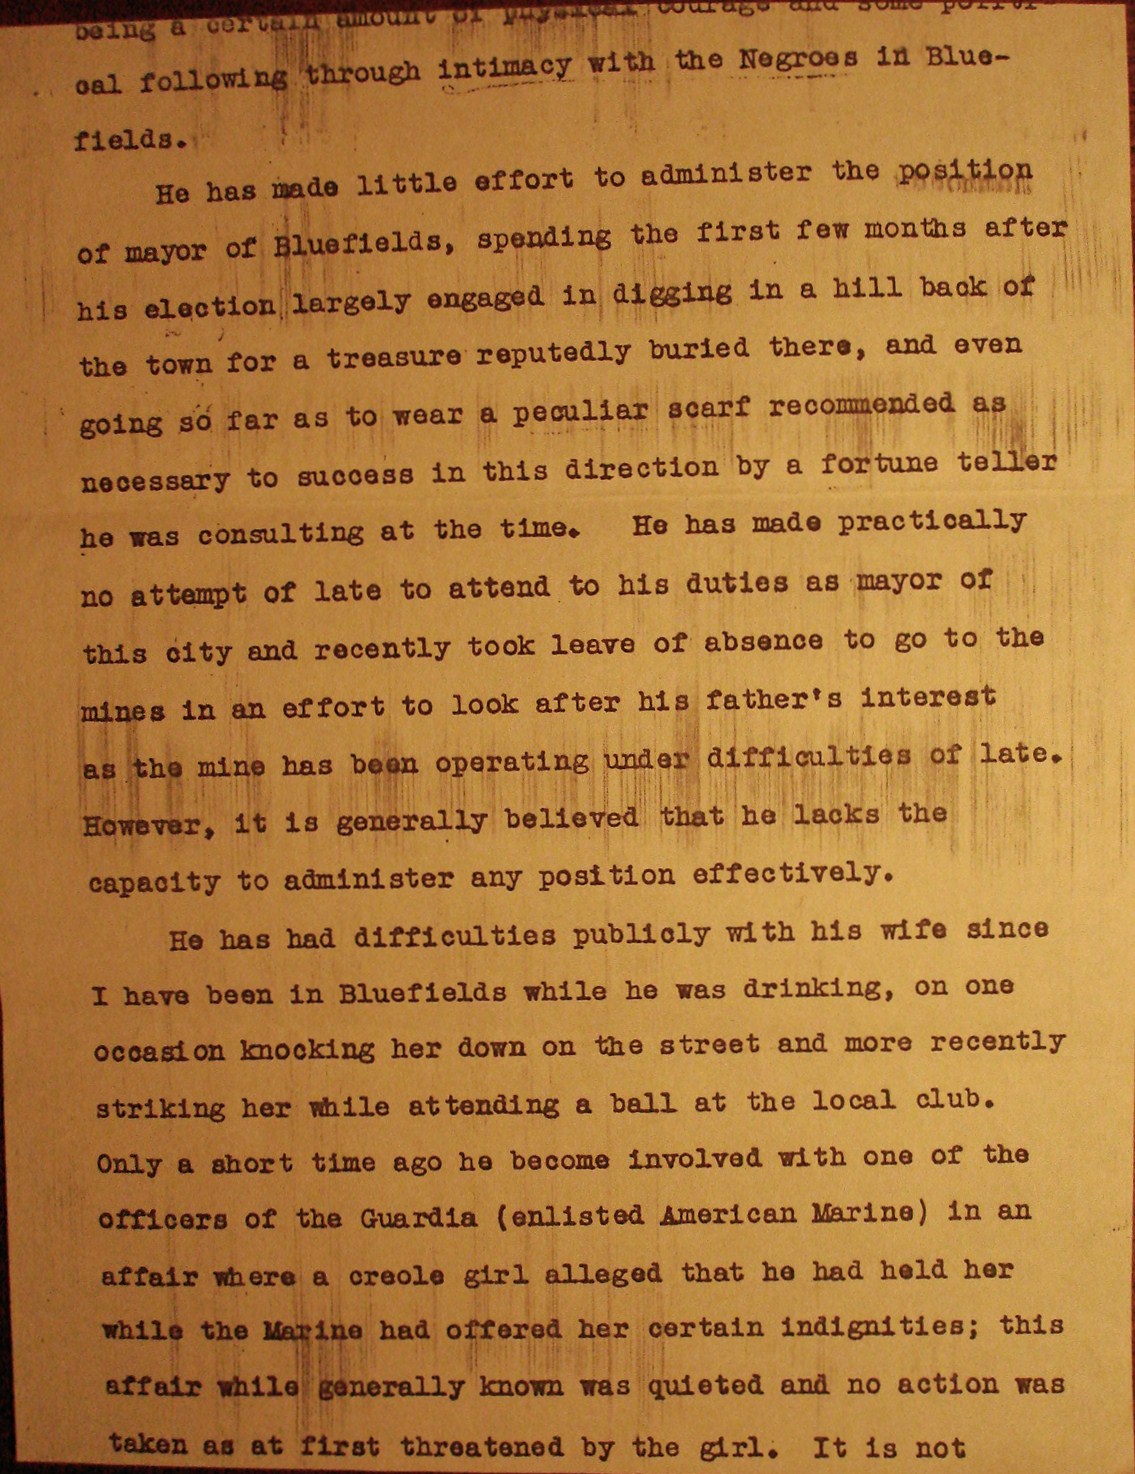 being a certain amount of physical courage and some politi-
cal following through intimacy with the Negroes in Blue-
fields.
He has made little effort to administer the position
of mayor of Bluefields, spending the first few months after
his election largely engaged in digging in a hill back of
the town for a treasure reputedly buried there, and even
going so far as to wear a peculiar scarf recommended as
necessary to success in this direction by a fortune teller
he was consulting at the time. He has made practically
no attempt of late to attend to his duties as mayor of
this city and recently took leave of absence to go to the
mines in an effort to look after his father's interest
as the mine has been operating under difficulties of late.
However, it is generally believed that he lacks the
capacity to administer any position effectively.
He has had difficulties publicly with his wife since
I have been in Bluefields while he was drinking, on one
occasion knocking her down on the street and more recently
striking her while attending a ball at the local club.
Only a short time ago he become involved with one of the
officers of the Guardia (enlisted American Marine) in an
affair where a creole girl alleged that he had held her
while the Marine had offered her certain indignities; this
affair while generally known was quieted and no action was
taken as at first threatened by the girl. It is not